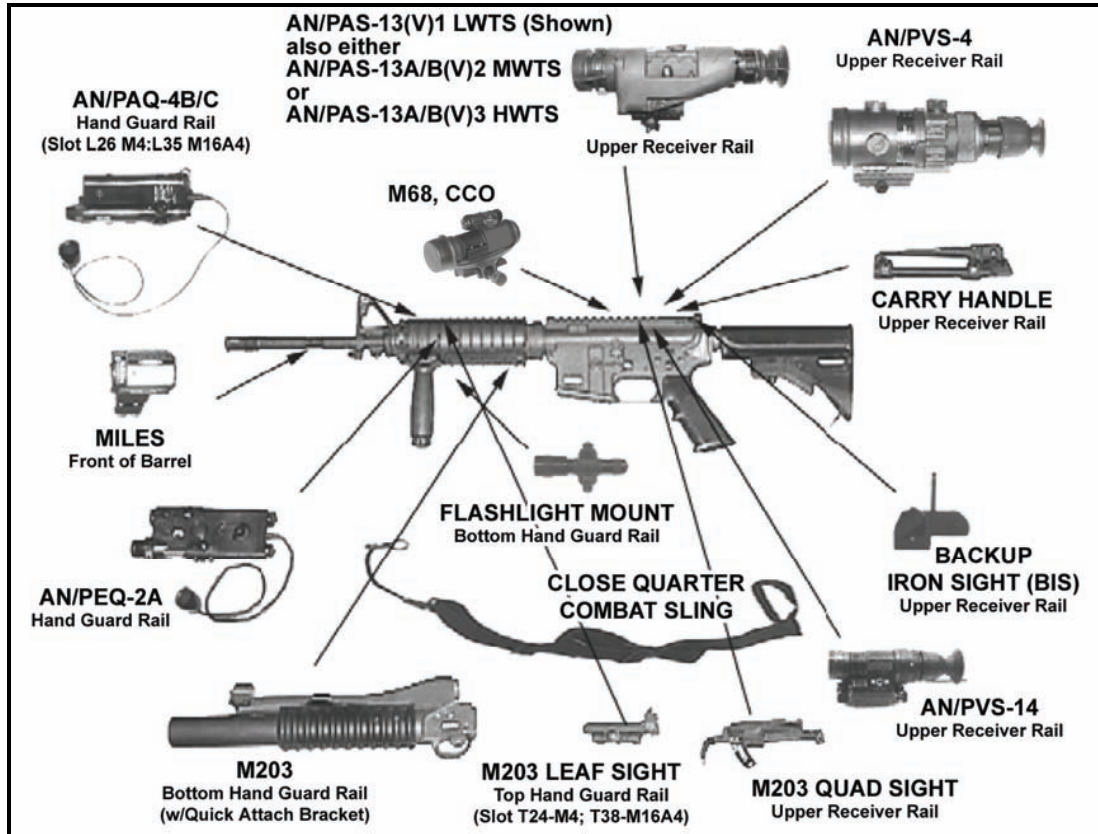 AN/PAS-13(V)1 LWTS (Shown)
also either
AN/PAS-13A/B(V)2 MWTS
or
AN/PAS-13A/B(V)3 HWTS
Upper Receiver Rail
AN/PVS-4
Upper Receiver Rail
AN/PAQ-4B/C
Hand Guard Rail
(Slot L26 M4:L35 M16A4)
M68, CCO
CARRY HANDLE
Upper Receiver Rail
MILES
Front of Barrel
FLASHLIGHT MOUNT
Bottom Hand Guard Rail
BACKUP
IRON SIGHT (BIS)
Upper Receiver Rail
AN/PEQ-2A
Hand Guard Rail
CLOSE QUARTER
COMBAT SLING
AN/PVS-14
Upper Receiver Rail
M203
Bottom Hand Guard Rail
(w/Quick Attach Bracket)
M203 LEAF SIGHT
Top Hand Guard Rail
(Slot T24-M4; T38-M16A4)
M203 QUAD SIGHT
Upper Receiver Rail